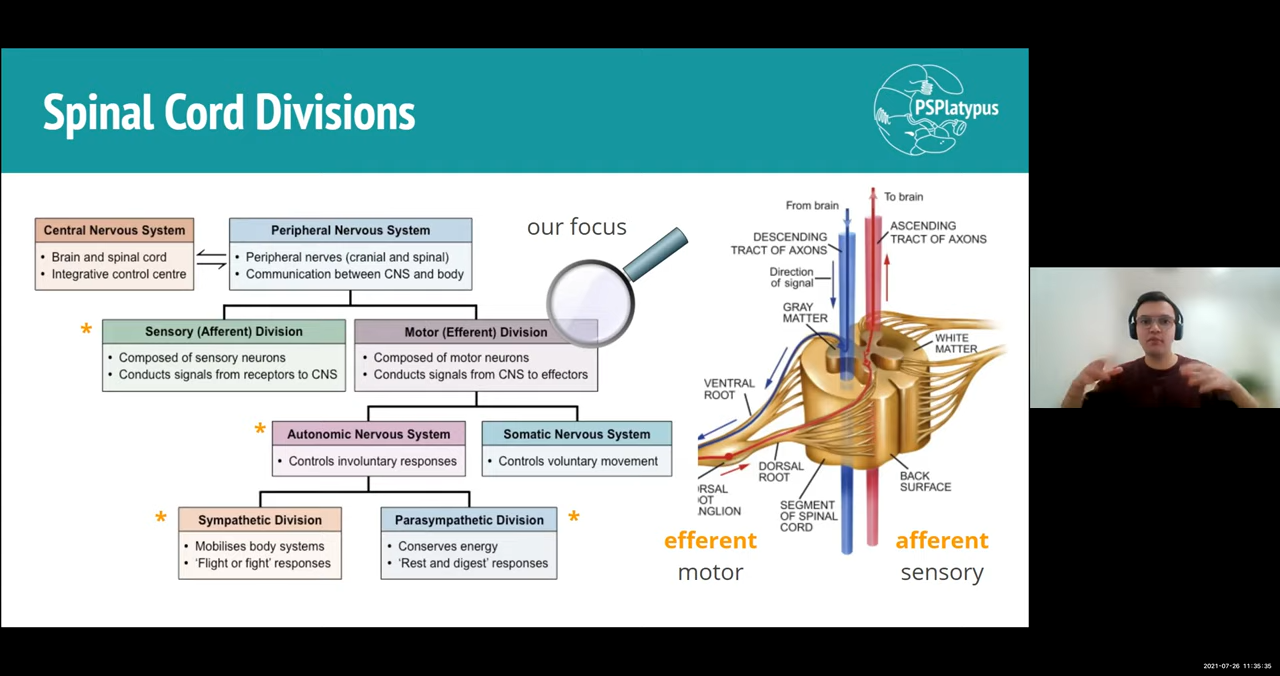 Spinal Cord Divisions
PSPlatypus
Central Nervous System
• Brain and spinal cord
• Integrative control centre
Peripheral Nervous System
• Peripheral nerves (cranial and spinal)
• Communication between CNS and body
our focus
* Sensory (Afferent) Division
• Composed of sensory neurons
• Conducts signals from receptors to CNS
Motor (Efferent) Division
• Composed of motor neurons
• Conducts signals from CNS to effectors
* Autonomic Nervous System
• Controls involuntary responses
Somatic Nervous System
• Controls voluntary movement
* Sympathetic Division
• Mobilises body systems
• ‘Flight or fight’ responses
Parasympathetic Division *
• Conserves energy
• ‘Rest and digest’ responses
From brain
To brain
DESCENDING
TRACT OF AXONS
ASCENDING
TRACT OF AXONS
Direction
of signal
GRAY
MATTER
WHITE
MATTER
VENTRAL
ROOT
DORSAL
ROOT
RSAL
OT
NGLION
SEGMENT
OF SPINAL
CORD
BACK
SURFACE
efferent
motor
afferent
sensory
2021-07-26 11:35:35